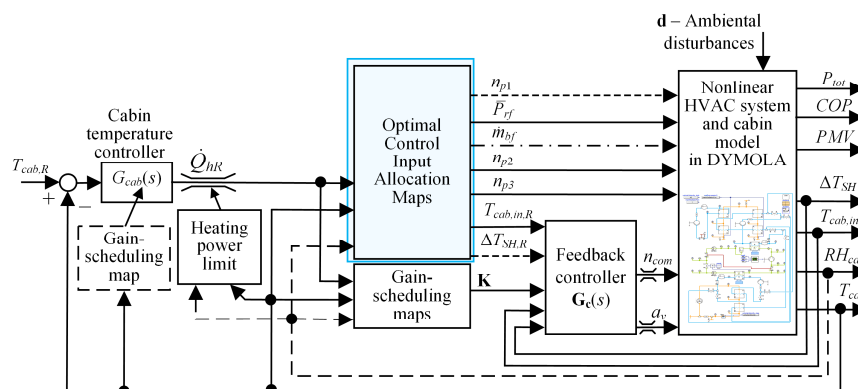 d – Ambiental
disturbances
n_p1
P̅_rf
ṁ_bf
n_p2
n_p3
T_cab,in,R
ΔT_SH,R
Optimal
Control
Input
Allocation
Maps
Nonlinear
HVAC system
and cabin
model
in DYMOLA
P_tot
COP
PMV
ΔT_SH
T_cab,in
RH_ca
T_ca
Cabin
temperature
controller
T_cab,R
+
−
G_cab(s)
Q̇_hR
Gain-
scheduling
map
Heating
power
limit
Gain-
scheduling
maps
K
Feedback
controller
G_c(s)
n_com
a_v